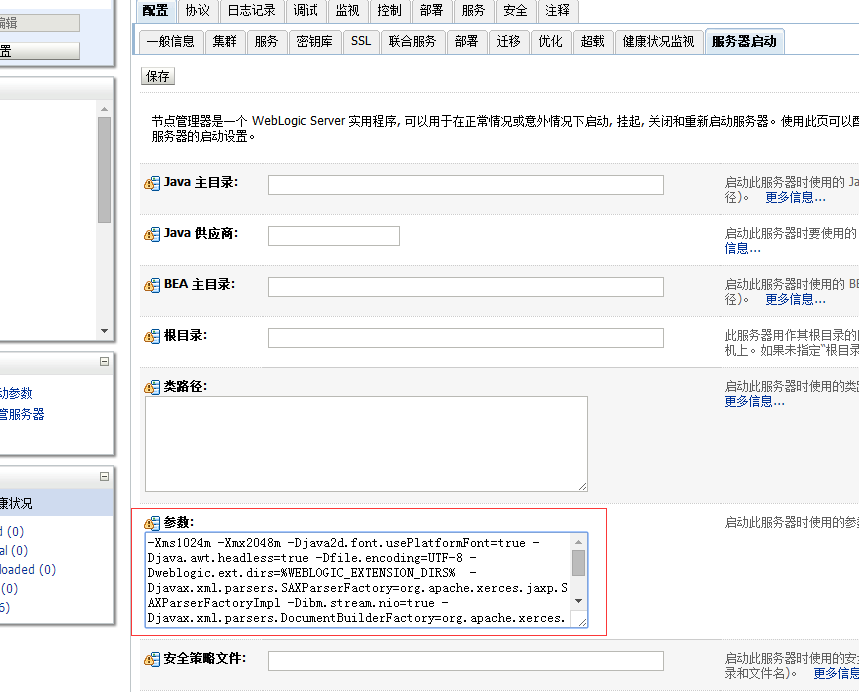 配置 协议 日志记录 调试 监视 控制 部署 服务 安全 注释
一般信息 集群 服务 密钥库 SSL 联合服务 部署 迁移 优化 超载 健康状况监视 服务器启动
编辑
置
保存
节点管理器是一个 WebLogic Server 实用程序, 可以用于在正常情况或意外情况下启动, 挂起, 关闭和重新启动服务器。使用此页可以配
服务器的启动设置。
Java 主目录:
启动此服务器时使用的 Ja
径)。 更多信息...
Java 供应商:
启动此服务器时要使用的
信息...
BEA 主目录:
启动此服务器时使用的 BE
径)。 更多信息...
根目录:
此服务器用作其根目录的目
机上。如果未指定“根目录
类路径:
启动此服务器时使用的类路
更多信息...
动参数
管服务器
康状况
d (0)
al (0)
loaded (0)
(0)
6)
参数:
启动此服务器时使用的参数
-Xms1024m -Xmx2048m -Djava2d.font.usePlatformFont=true -
Djava.awt.headless=true -Dfile.encoding=UTF-8 -
Dweblogic.ext.dirs=%WEBLOGIC_EXTENSION_DIRS% -
Djavax.xml.parsers.SAXParserFactory=org.apache.xerces.jaxp.S
AXParserFactoryImpl -Dibm.stream.nio=true -
Djavax.xml.parsers.DocumentBuilderFactory=org.apache.xerces.
安全策略文件:
启动此服务器时使用的安全
录和文件名)。 更多信息